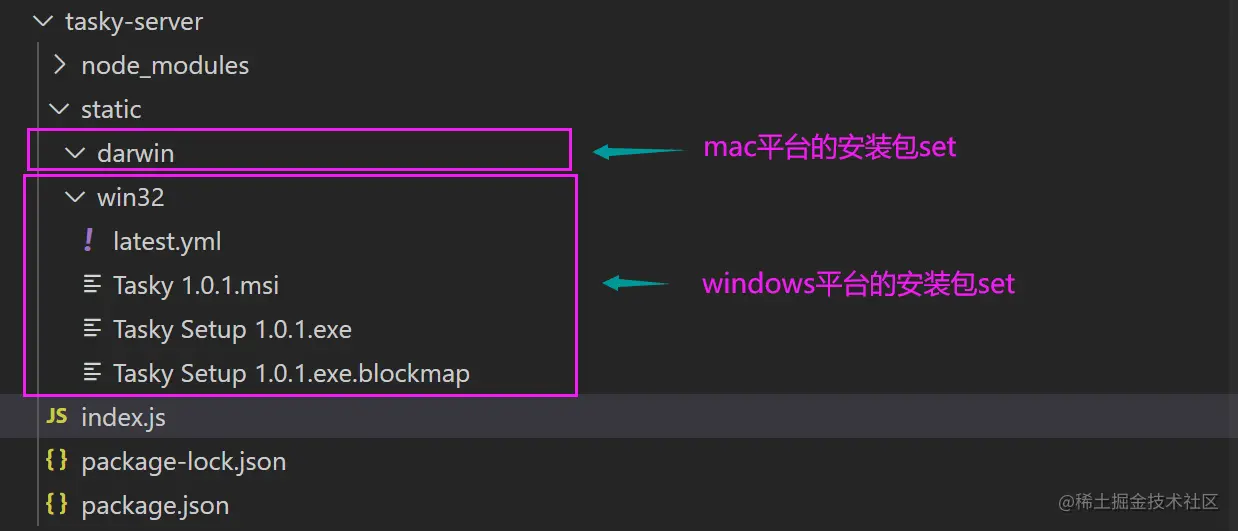 tasky-server
node_modules
static
darwin
mac平台的安装包set
win32
! latest.yml
Tasky 1.0.1.msi
windows平台的安装包set
Tasky Setup 1.0.1.exe
Tasky Setup 1.0.1.exe.blockmap
JS index.js
{} package-lock.json
{} package.json
@稀土掘金技术社区